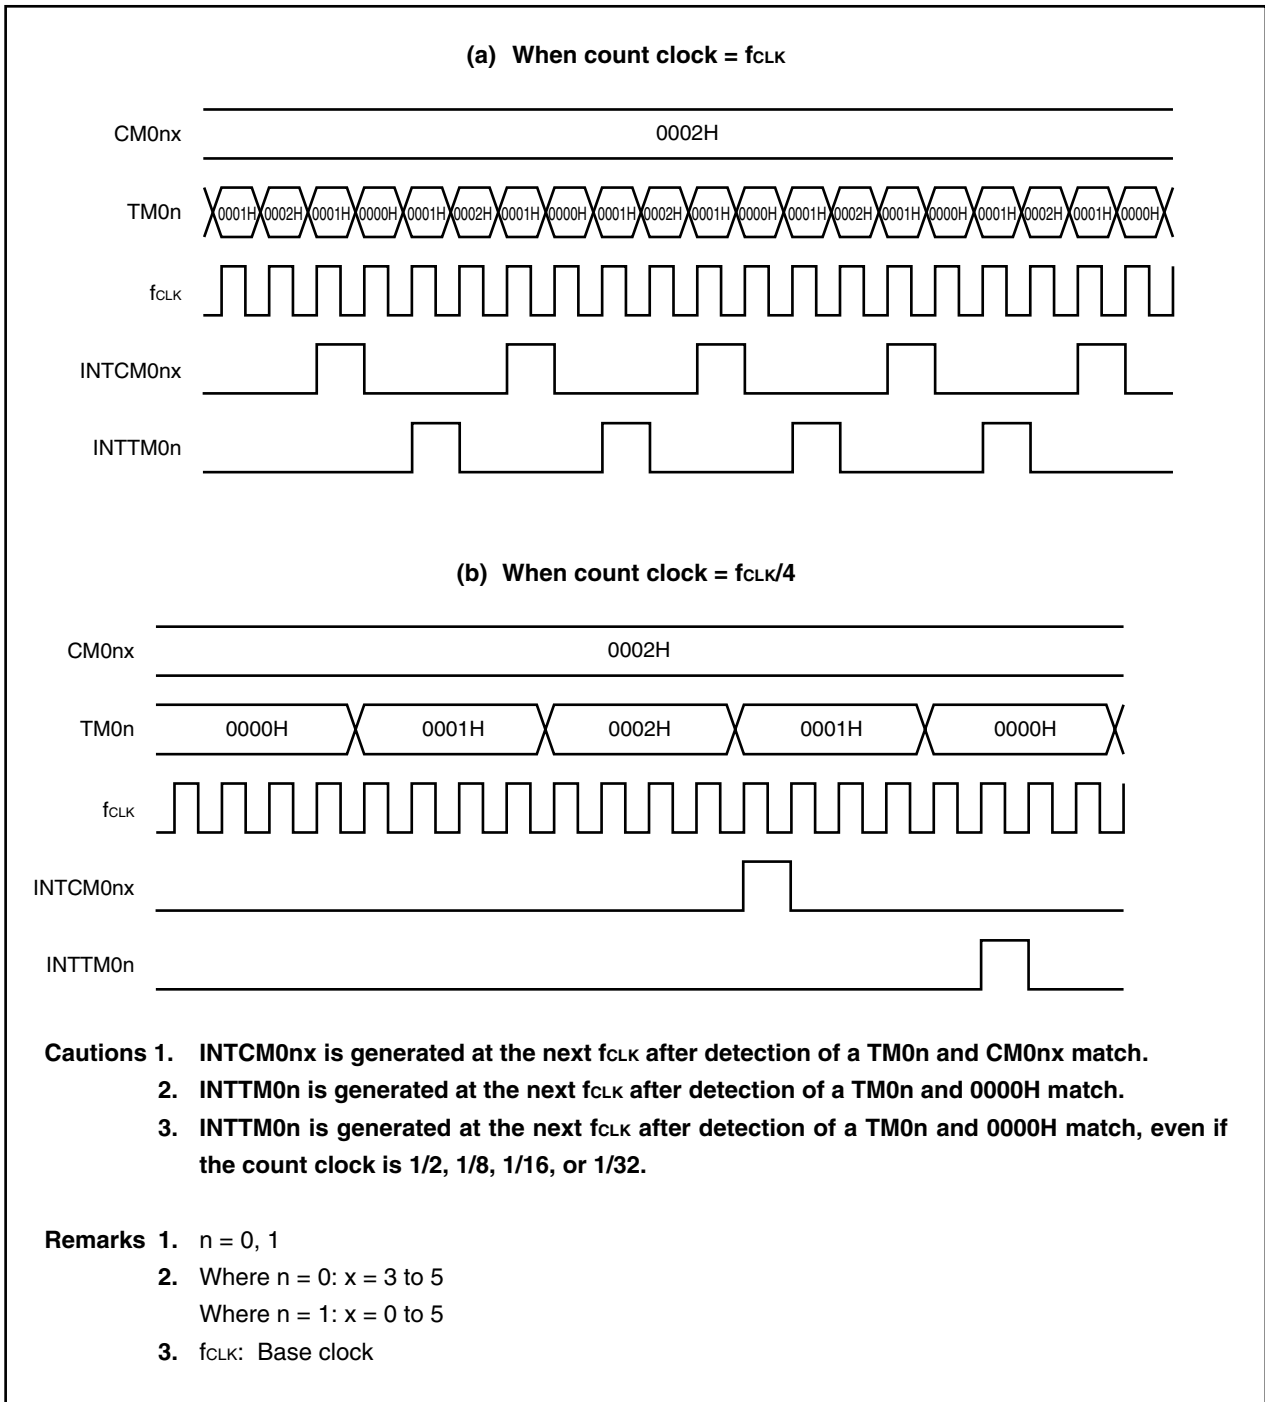 (a) When count clock = fCLK
CM0nx 0002H
TM0n 0001H 0002H 0001H 0000H 0001H 0002H 0001H 0000H 0001H 0002H 0001H 0000H 0001H 0002H 0001H 0000H 0001H 0002H 0001H 0000H
fCLK
INTCM0nx
INTTM0n
(b) When count clock = fCLK/4
CM0nx 0002H
TM0n 0000H 0001H 0002H 0001H 0000H
fCLK
INTCM0nx
INTTM0n
Cautions 1. INTCM0nx is generated at the next fCLK after detection of a TM0n and CM0nx match.
2. INTTM0n is generated at the next fCLK after detection of a TM0n and 0000H match.
3. INTTM0n is generated at the next fCLK after detection of a TM0n and 0000H match, even if
the count clock is 1/2, 1/8, 1/16, or 1/32.
Remarks 1. n = 0, 1
2. Where n = 0: x = 3 to 5
Where n = 1: x = 0 to 5
3. fCLK: Base clock